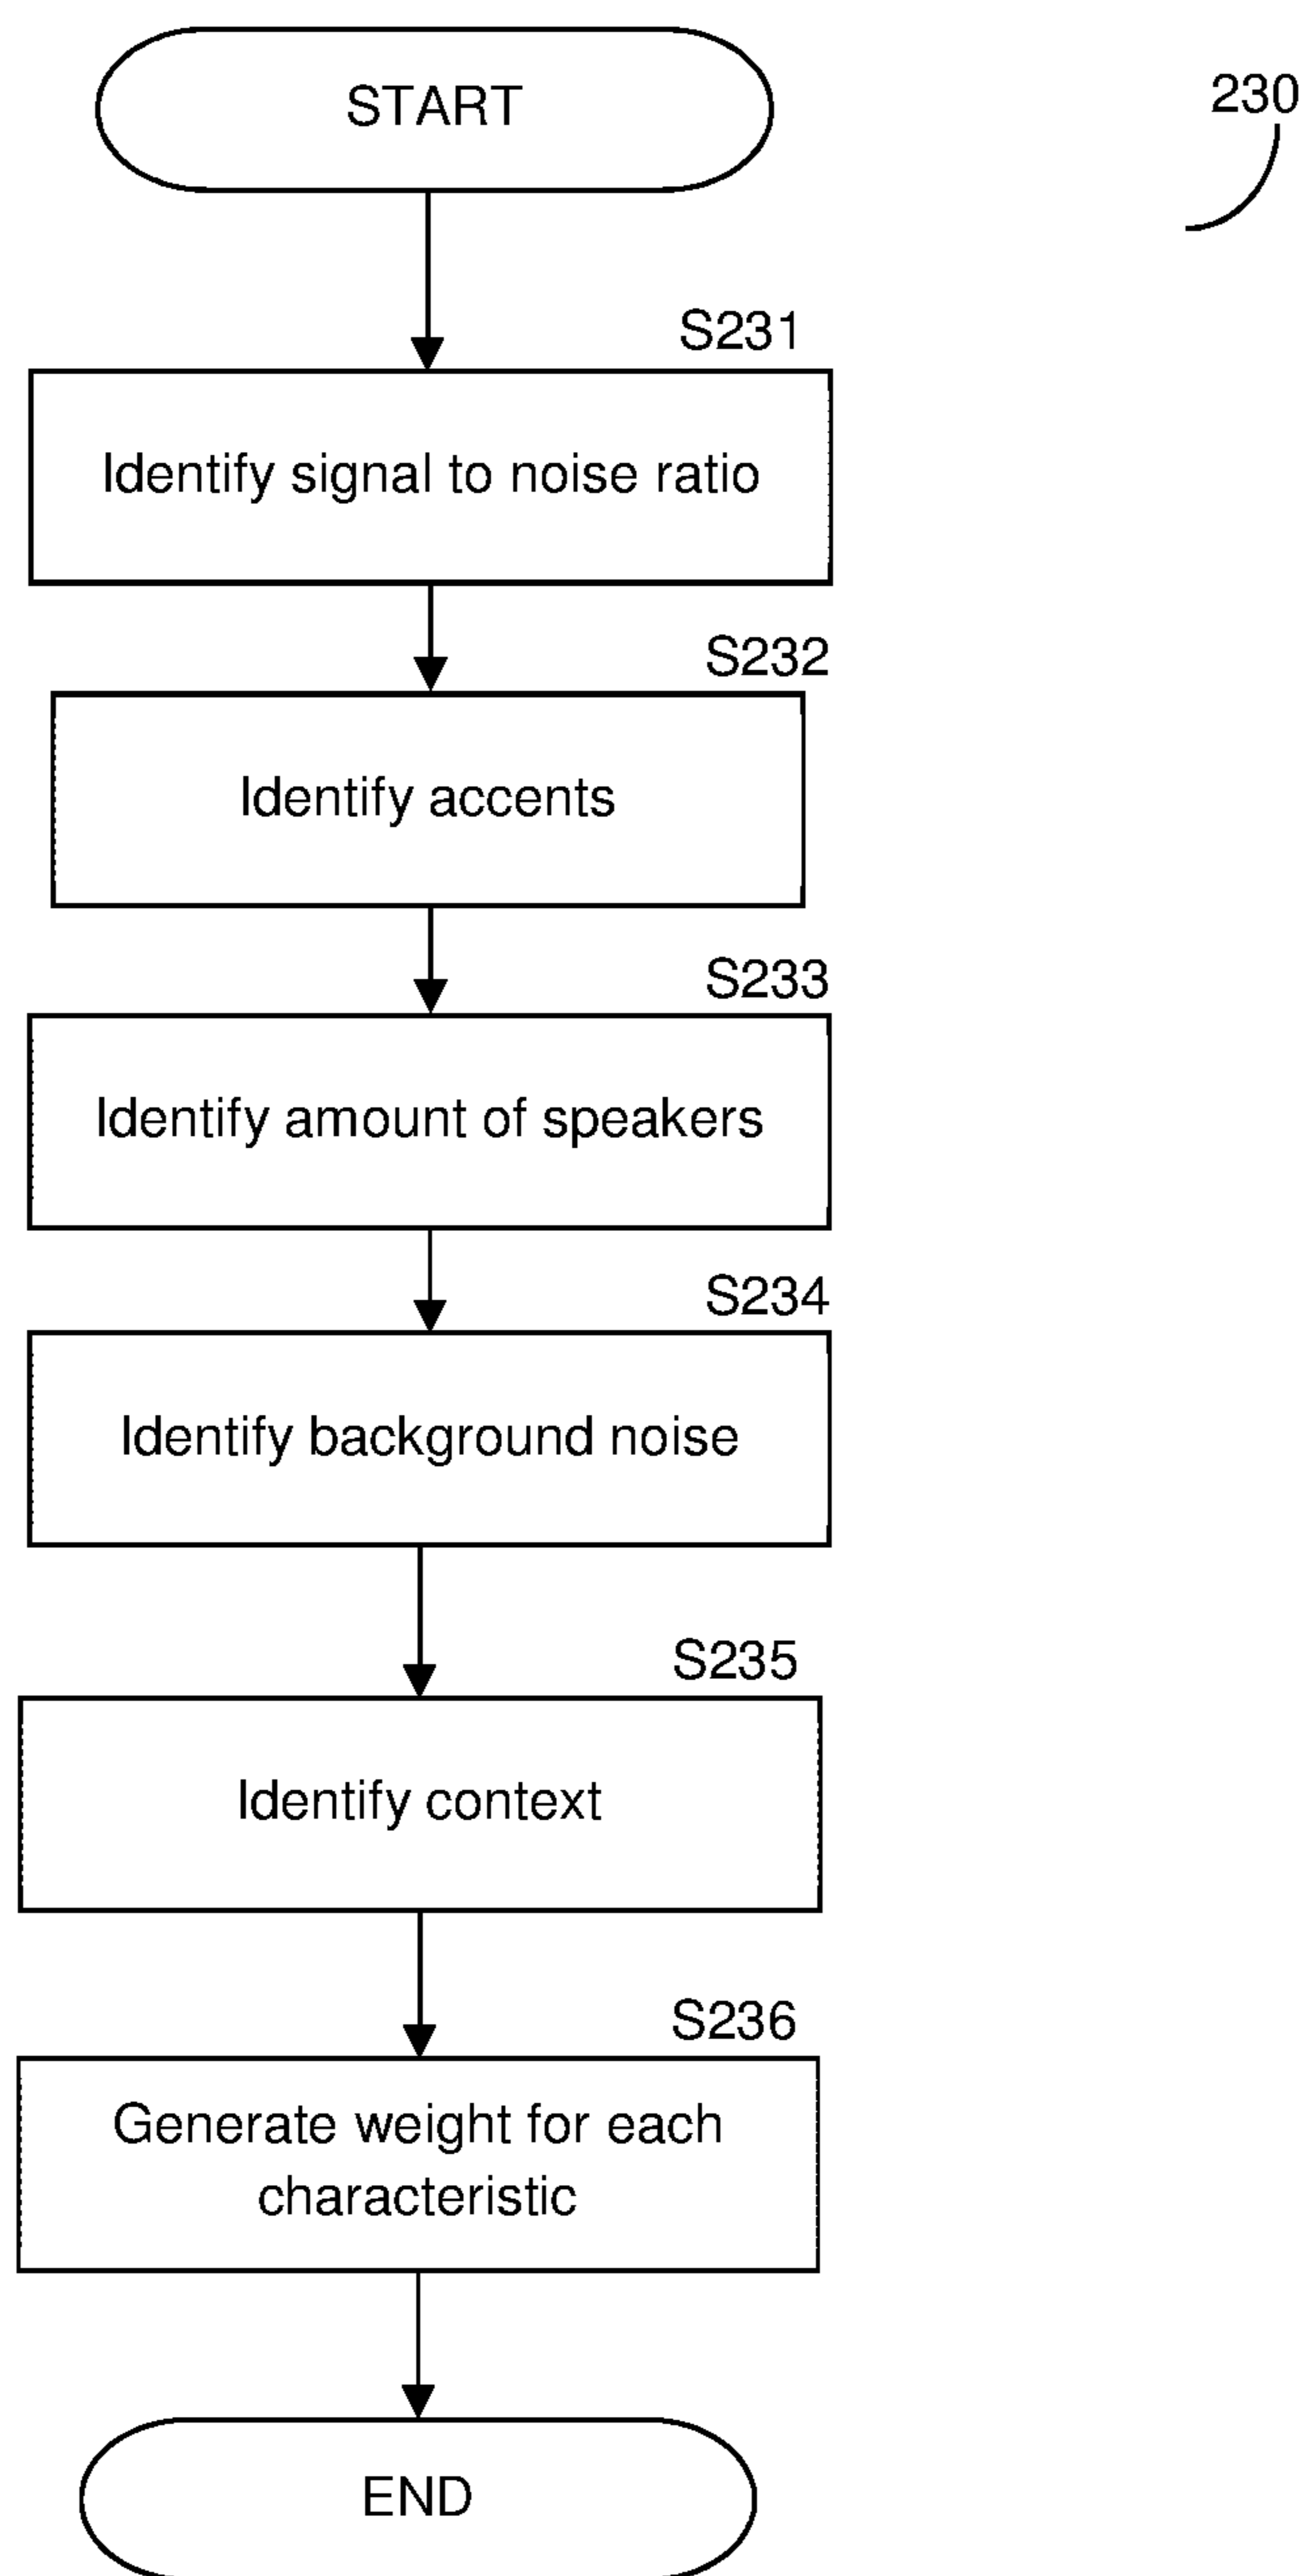 START
230
S231
Identify signal to noise ratio
S232
Identify accents
S233
Identify amount of speakers
S234
Identify background noise
S235
Identify context
S236
Generate weight for each
characteristic
END